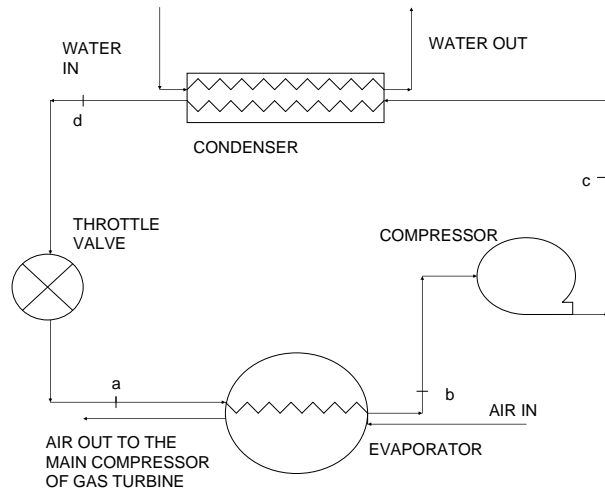 WATER
IN
WATER OUT
d
CONDENSER
c
THROTTLE
VALVE
COMPRESSOR
a
b
AIR IN
AIR OUT TO THE
MAIN COMPRESSOR
OF GAS TURBINE
EVAPORATOR